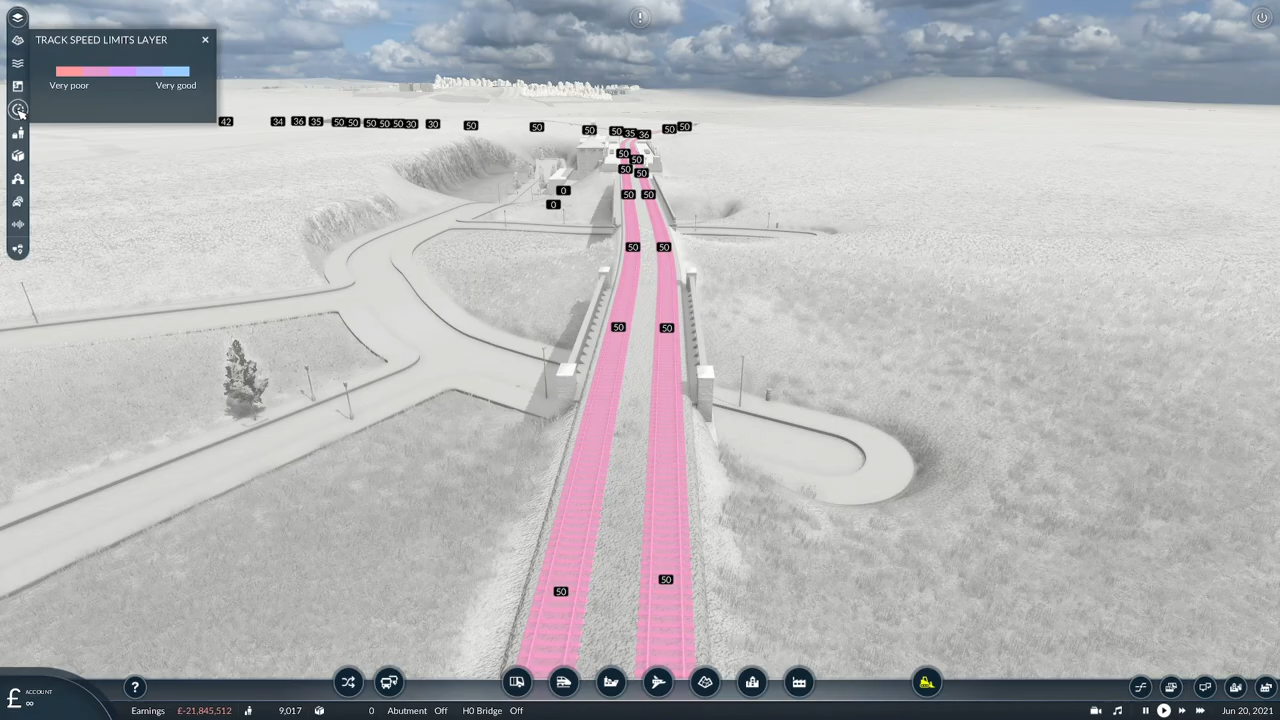 TRACK SPEED LIMITS LAYER
Very poor Very good
42 34 36 35 50 50 50 50 50 30 30 50 50 50 50 35 36 50 50
50 50
50 50
0
50 50
0
50 50
50 50
50 50
?
£ ACCOUNT
∞
Earnings £-21,845,512 9,017 0 Abutment Off H0 Bridge Off Jun 20, 2021